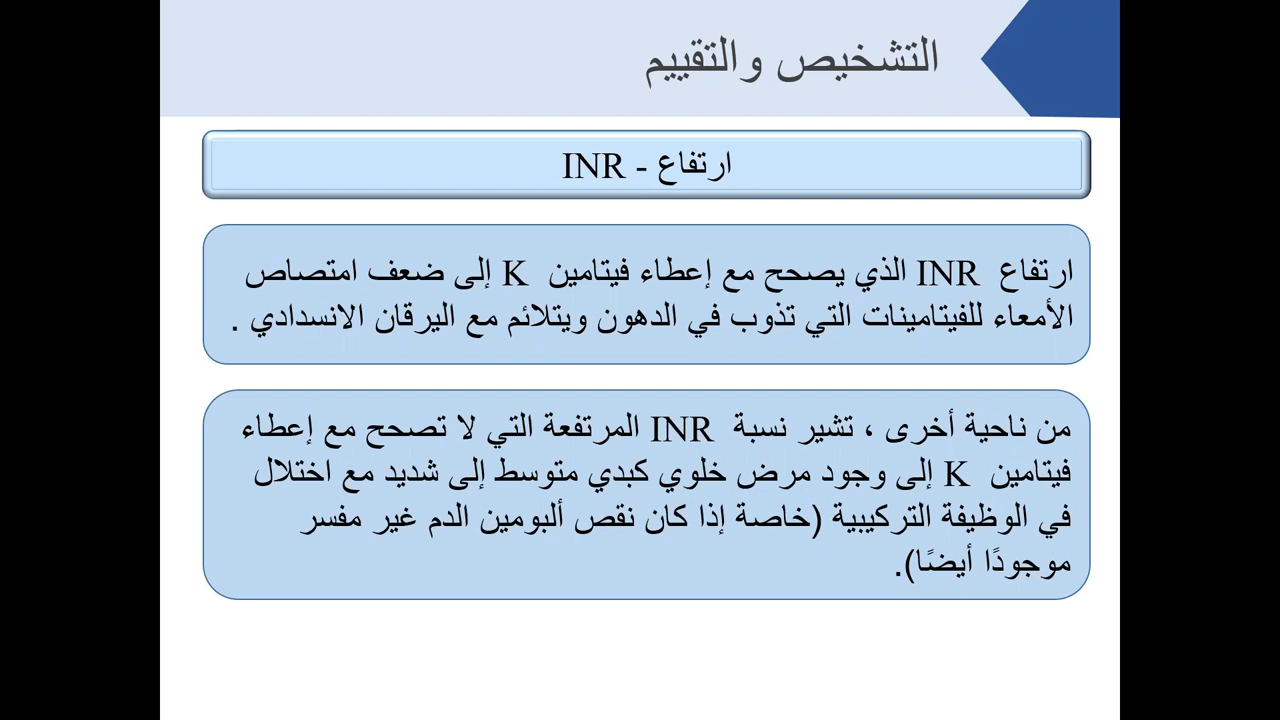 التشخيص والتقييم
ارتفاع - INR
ارتفاع INR الذي يصحح مع إعطاء فيتامين K إلى ضعف امتصاص
الأمعاء للفيتامينات التي تذوب في الدهون ويتلائم مع اليرقان الانسدادي .
من ناحية أخرى ، تشير نسبة INR المرتفعة التي لا تصحح مع إعطاء
فيتامين K إلى وجود مرض خلوي كبدي متوسط إلى شديد مع اختلال
في الوظيفة التركيبية (خاصة إذا كان نقص ألبومين الدم غير مفسر
موجودًا أيضًا).